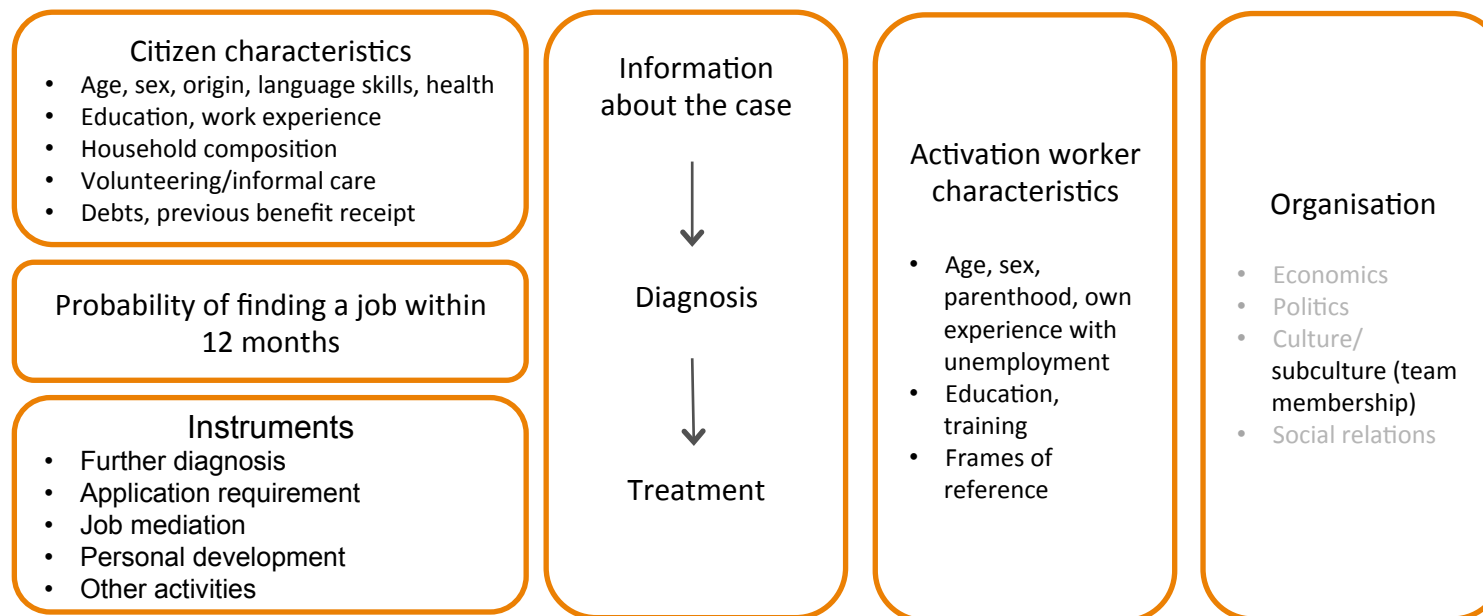 Citizen characteristics
• Age, sex, origin, language skills, health
• Education, work experience
• Household composition
• Volunteering/informal care
• Debts, previous benefit receipt
Probability of finding a job within
12 months
Instruments
• Further diagnosis
• Application requirement
• Job mediation
• Personal development
• Other activities
Information
about the case
Diagnosis
Treatment
Activation worker
characteristics
• Age, sex,
parenthood, own
experience with
unemployment
• Education,
training
• Frames of
reference
Organisation
• Economics
• Politics
• Culture/
subculture (team
membership)
• Social relations